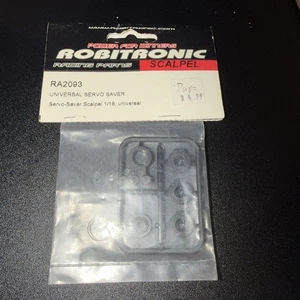 POWER FOR WINNERS
ROBITRONIC
RACING PARTS SCALPEL
RA2093
UNIVERSAL SERVO SAVER
Servo-Saver Scalpel 1/18, universal